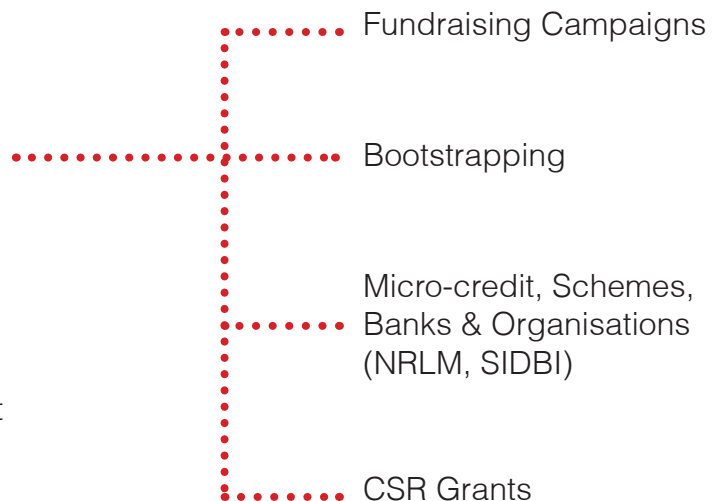 Fundraising Campaigns
Bootstrapping
Micro-credit, Schemes,
Banks & Organisations
(NRLM, SIDBI)
CSR Grants